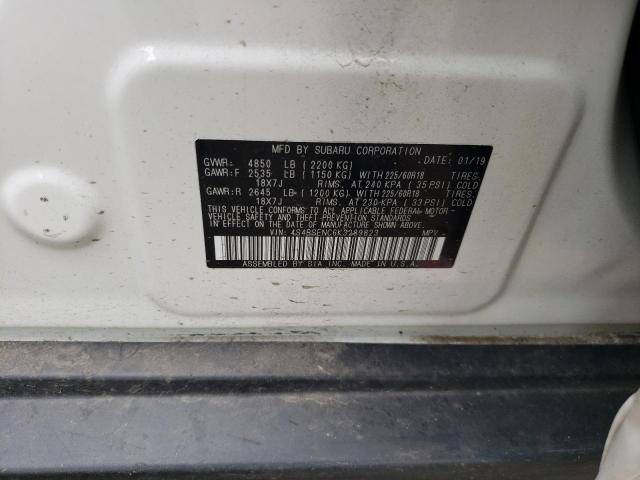 MFD BY SUBARU CORPORATION
GVWR: 4850 LB (2200 KG) DATE: 01/19
GAWR:F 2535 LB (1150 KG) WITH 225/60R18 TIRES,
18X7J RIMS, AT 240 KPA (35 PSI) COLD
GAWR:R 2645 LB (1200 KG) WITH 225/60R18 TIRES,
18X7J RIMS, AT 230 KPA (33 PSI) COLD
THIS VEHICLE CONFORMS TO ALL APPLICABLE FEDERAL MOTOR
VEHICLE SAFETY AND THEFT PREVENTION STANDARDS
IN EFFECT ON THE DATE OF MANUFACTURE SHOWN ABOVE.
VIN: MPV
ASSEMBLED BY SIA, INC. MADE IN U.S.A.